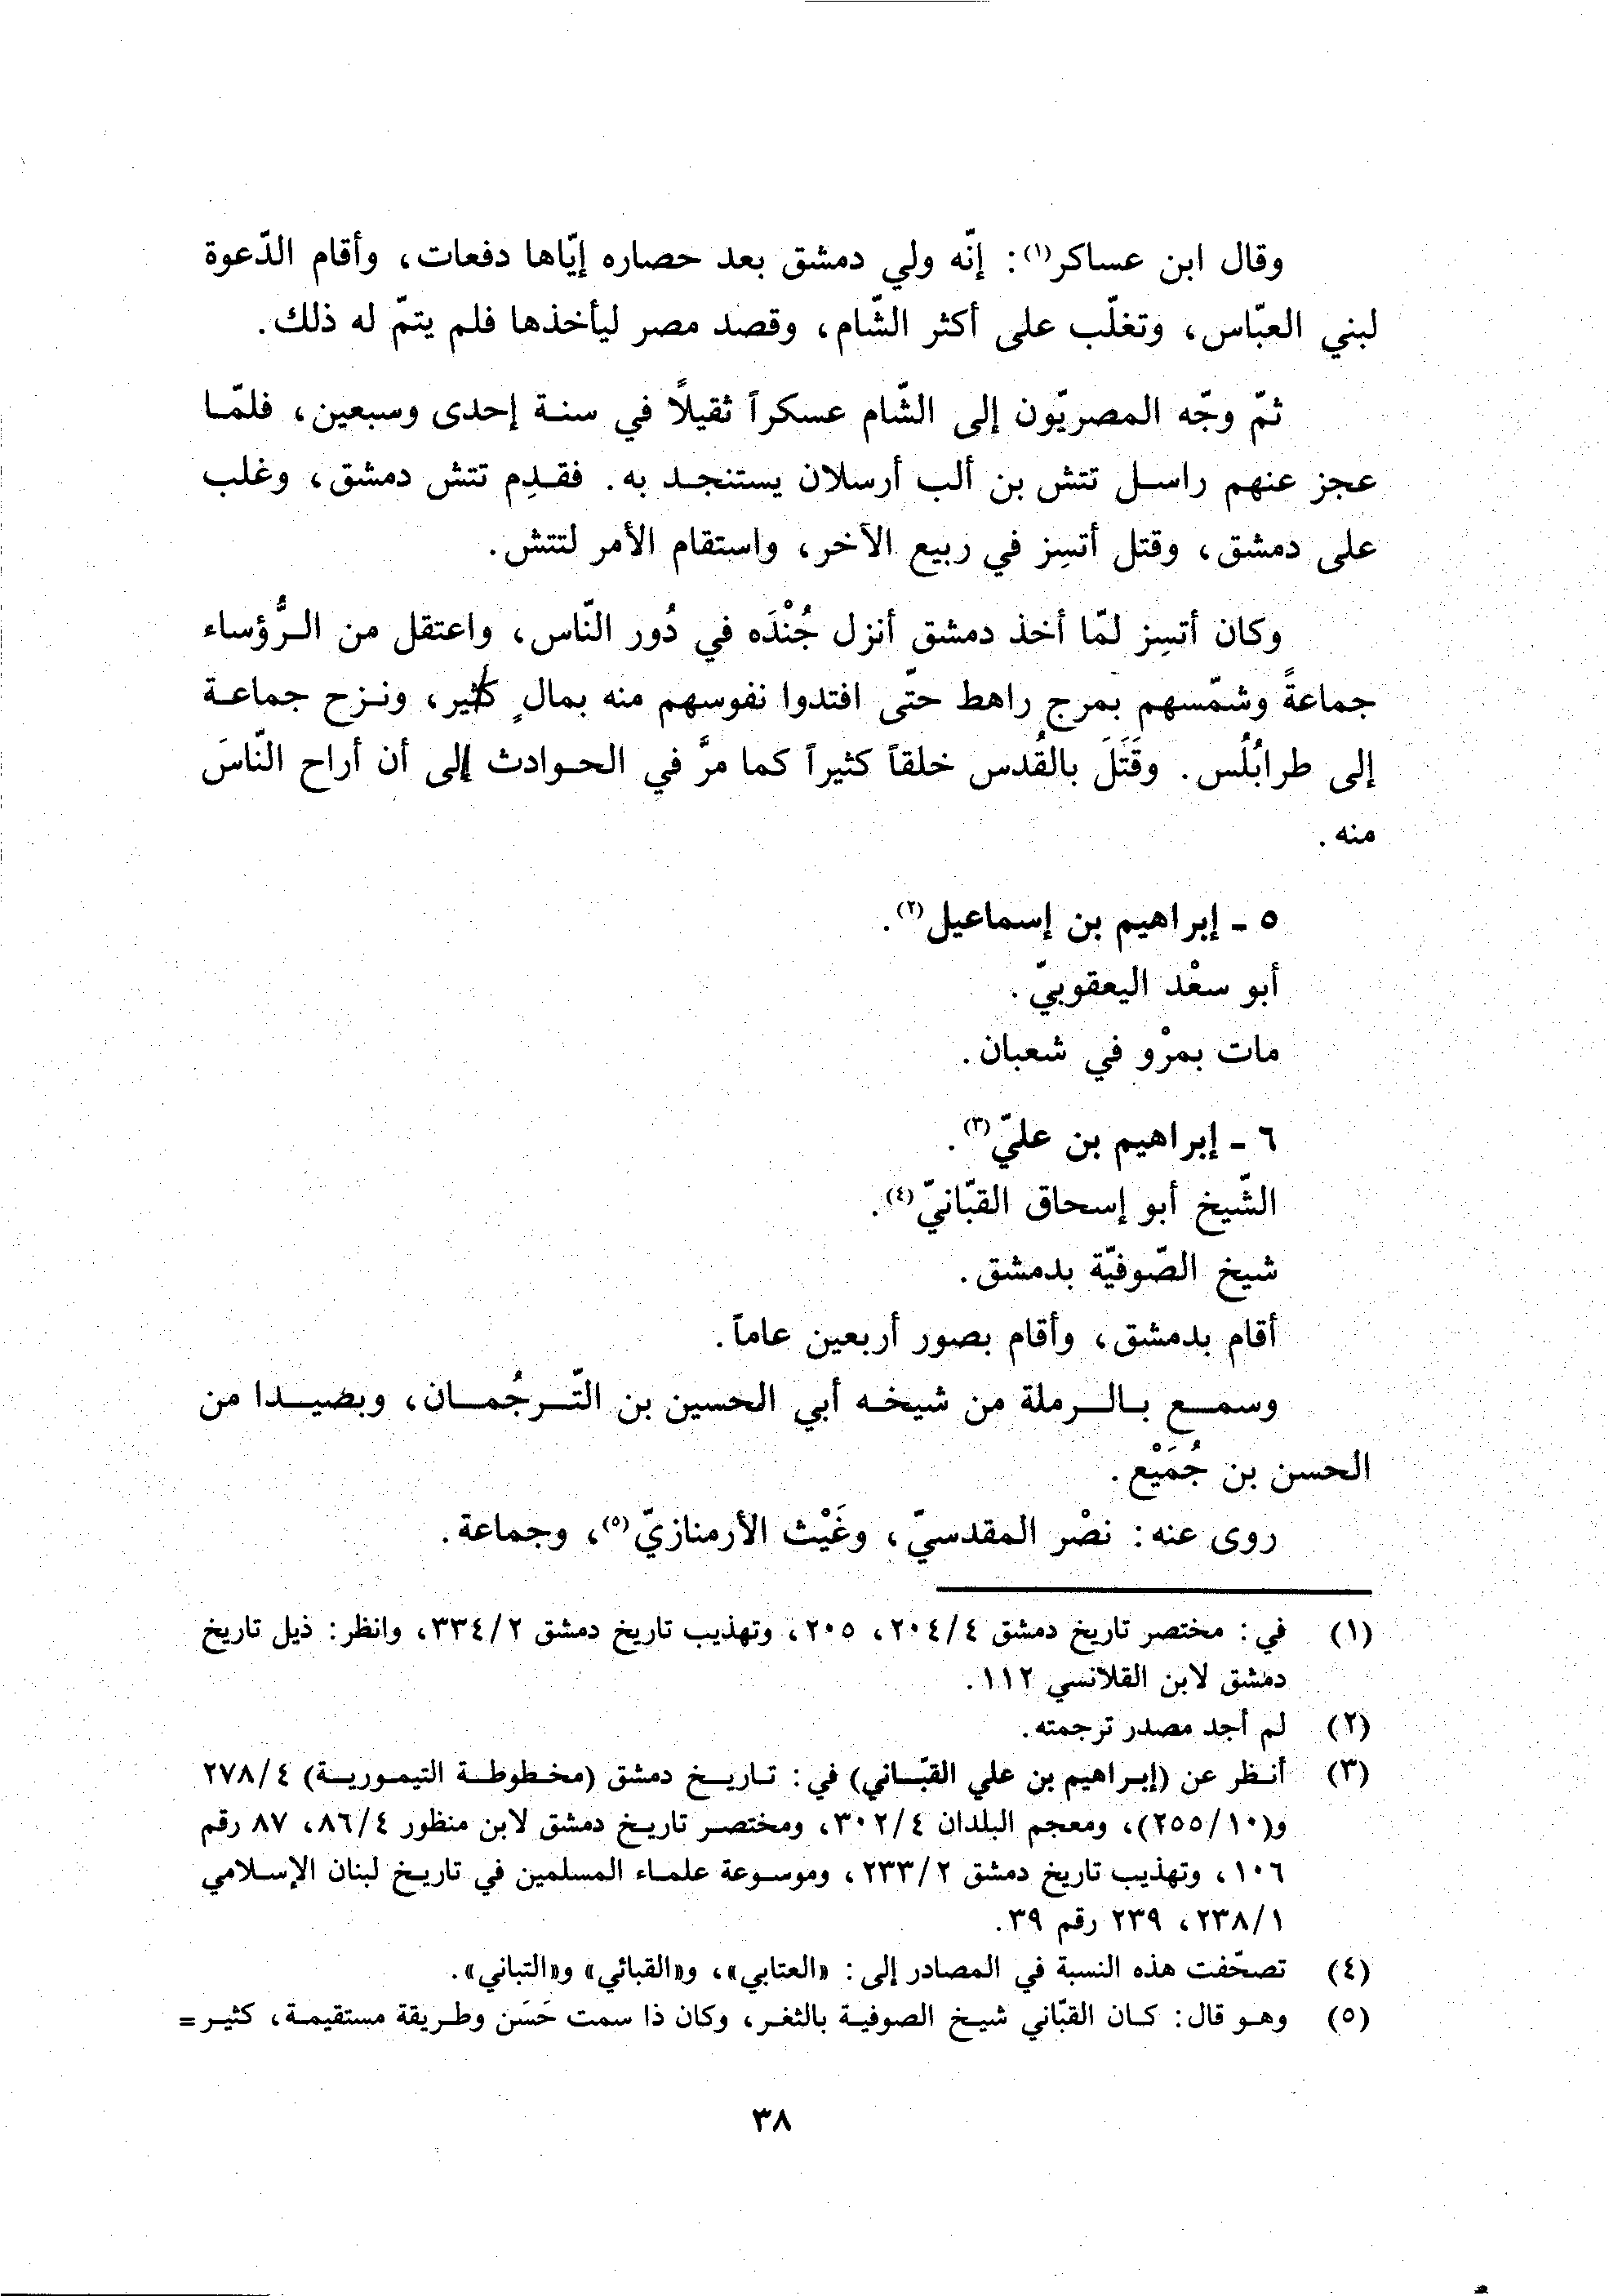 وقال ابن عساكر(١): إنّه ولي دمشق بعد حصاره إيّاها دفعات، وأقام الدّعوة
لبني العبّاس، وتغلّب على أكثر الشّام، وقصد مصر ليأخذها فلم يتمّ له ذلك.
ثمّ وجّه المصريّون إلى الشّام عسكراً ثقيلاً في سنة إحدى وسبعين، فلمّا
عجز عنهم راسل تتش بن ألب أرسلان يستنجد به. فقدِم تتش دمشق، وغلب
على دمشق، وقتل أتسِز في ربيع الآخر، واستقام الأمر لتتش.
وكان أتسِز لمّا أخذ دمشق أنزل جُنْدَه في دُور النّاس، واعتقل من الرُّؤساء
جماعةً وشمّسهم بمرج راهط حتّى افتدوا نفوسهم منه بمالٍ كثير، ونزح جماعة
إلى طرابُلُس. وقَتَلَ بالقُدس خلقاً كثيراً كما مرَّ في الحوادث إلى أن أراح النّاسَ
منه.
٥ - إبراهيم بن إسماعيل(٢).
أبو سعْد اليعقوبيّ.
مات بمرْو في شعبان.
٦ - إبراهيم بن عليّ(٣).
الشّيخ أبو إسحاق القبّانيّ(٤).
شيخ الصّوفيّة بدمشق.
أقام بدمشق، وأقام بصور أربعين عاماً.
وسمع بالرملة من شيخه أبي الحسين بن التّرجُمان، وبصيدا من
الحسن بن جُمَيْع.
روى عنه: نصْر المقدسيّ، وغَيْث الأرمنازيّ(٥)، وجماعة.
(١) في: مختصر تاريخ دمشق ٢٠٤/٤، ٢٠٥، وتهذيب تاريخ دمشق ٣٣٤/٢، وانظر: ذيل تاريخ
دمشق لابن القلانسي ١١٢.
(٢) لم أجد مصدر ترجمته.
(٣) أنظر عن (إبراهيم بن علي القبّاني) في: تاريخ دمشق (مخطوطة التيمورية) ٢٧٨/٤
و(٢٥٥/١٠)، ومعجم البلدان ٣٠٢/٤، ومختصر تاريخ دمشق لابن منظور ٨٦/٤، ٨٧ رقم
١٠٦، وتهذيب تاريخ دمشق ٢٣٣/٢، وموسوعة علماء المسلمين في تاريخ لبنان الإسلامي
٢٣٨/١، ٢٣٩ رقم ٣٩.
(٤) تصحّفت هذه النسبة في المصادر إلى: «العتابي»، و«القبائي» و«التباني».
(٥) وهو قال: كان القبّاني شيخ الصوفية بالثغر، وكان ذا سمت حَسَن وطريقة مستقيمة، كثير =
٣٨